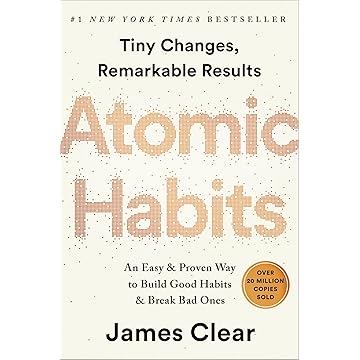 #1 NEW YORK TIMES BESTSELLER
Tiny Changes,
Remarkable Results
Atomic
Habits
An Easy & Proven Way
to Build Good Habits
& Break Bad Ones
OVER
20 MILLION
COPIES
SOLD
James Clear